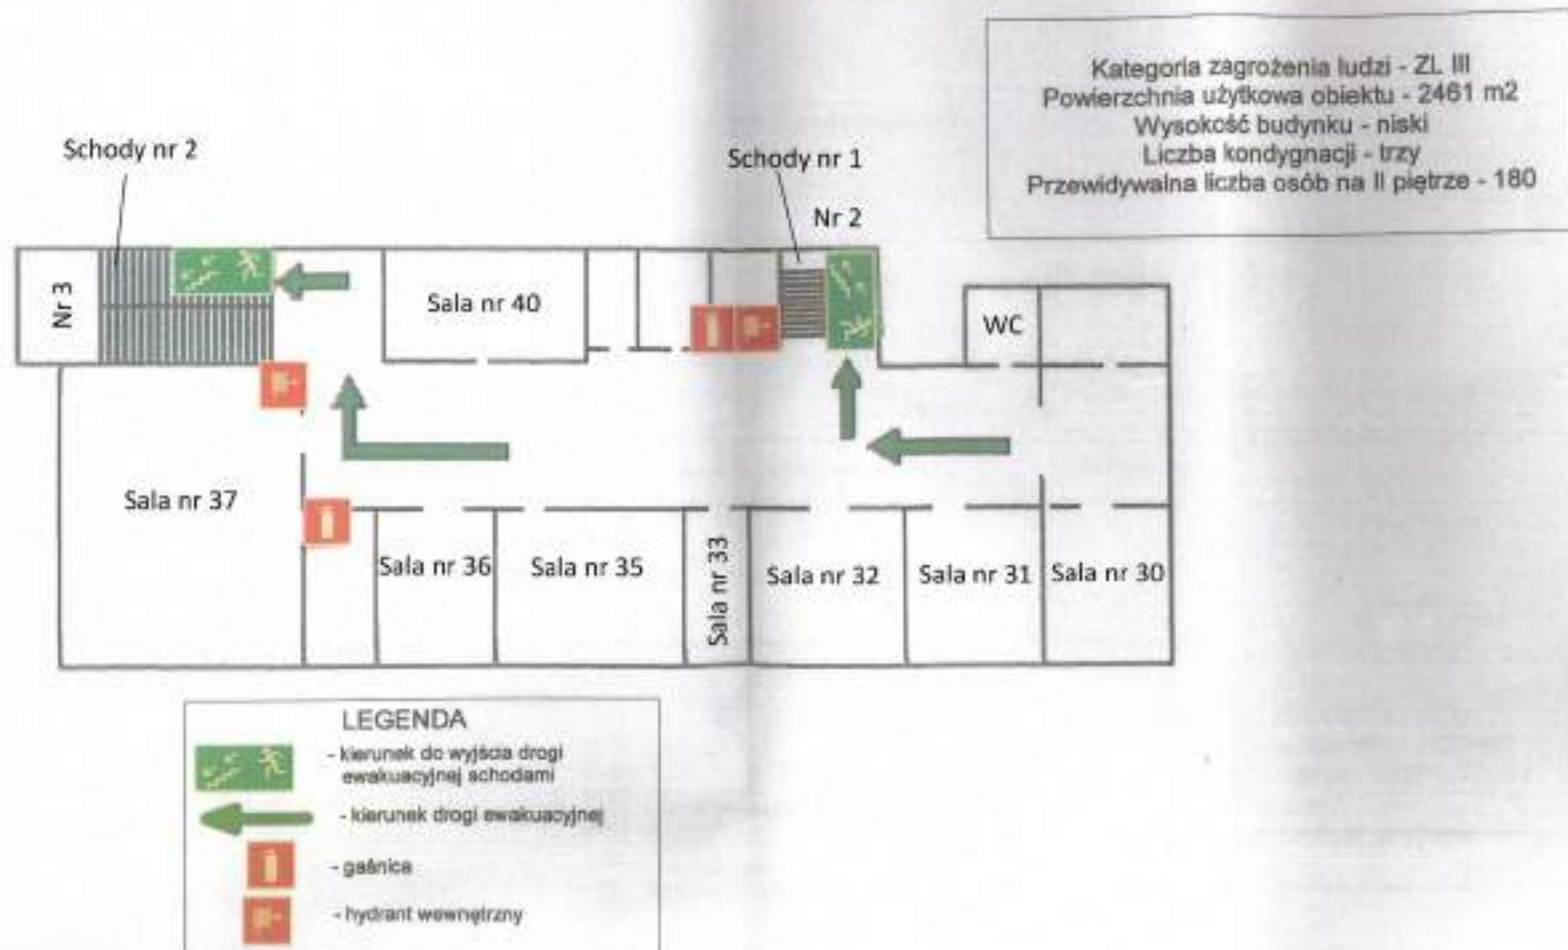 Kategoria zagrożenia ludzi - ZL III
Powierzchnia użytkowa obiektu - 2461 m2
Wysokość budynku - niski
Liczba kondygnacji - trzy
Przewidywalna liczba osób na II piętrze - 180
Schody nr 2
Schody nr 1
Nr 2
Nr 3
Sala nr 40
WC
Sala nr 37
Sala nr 36
Sala nr 35
Sala nr 33
Sala nr 32
Sala nr 31
Sala nr 30
LEGENDA
- kierunek do wyjścia drogi
ewakuacyjnej schodami
- kierunek drogi ewakuacyjnej
- gaśnica
- hydrant wewnętrzny